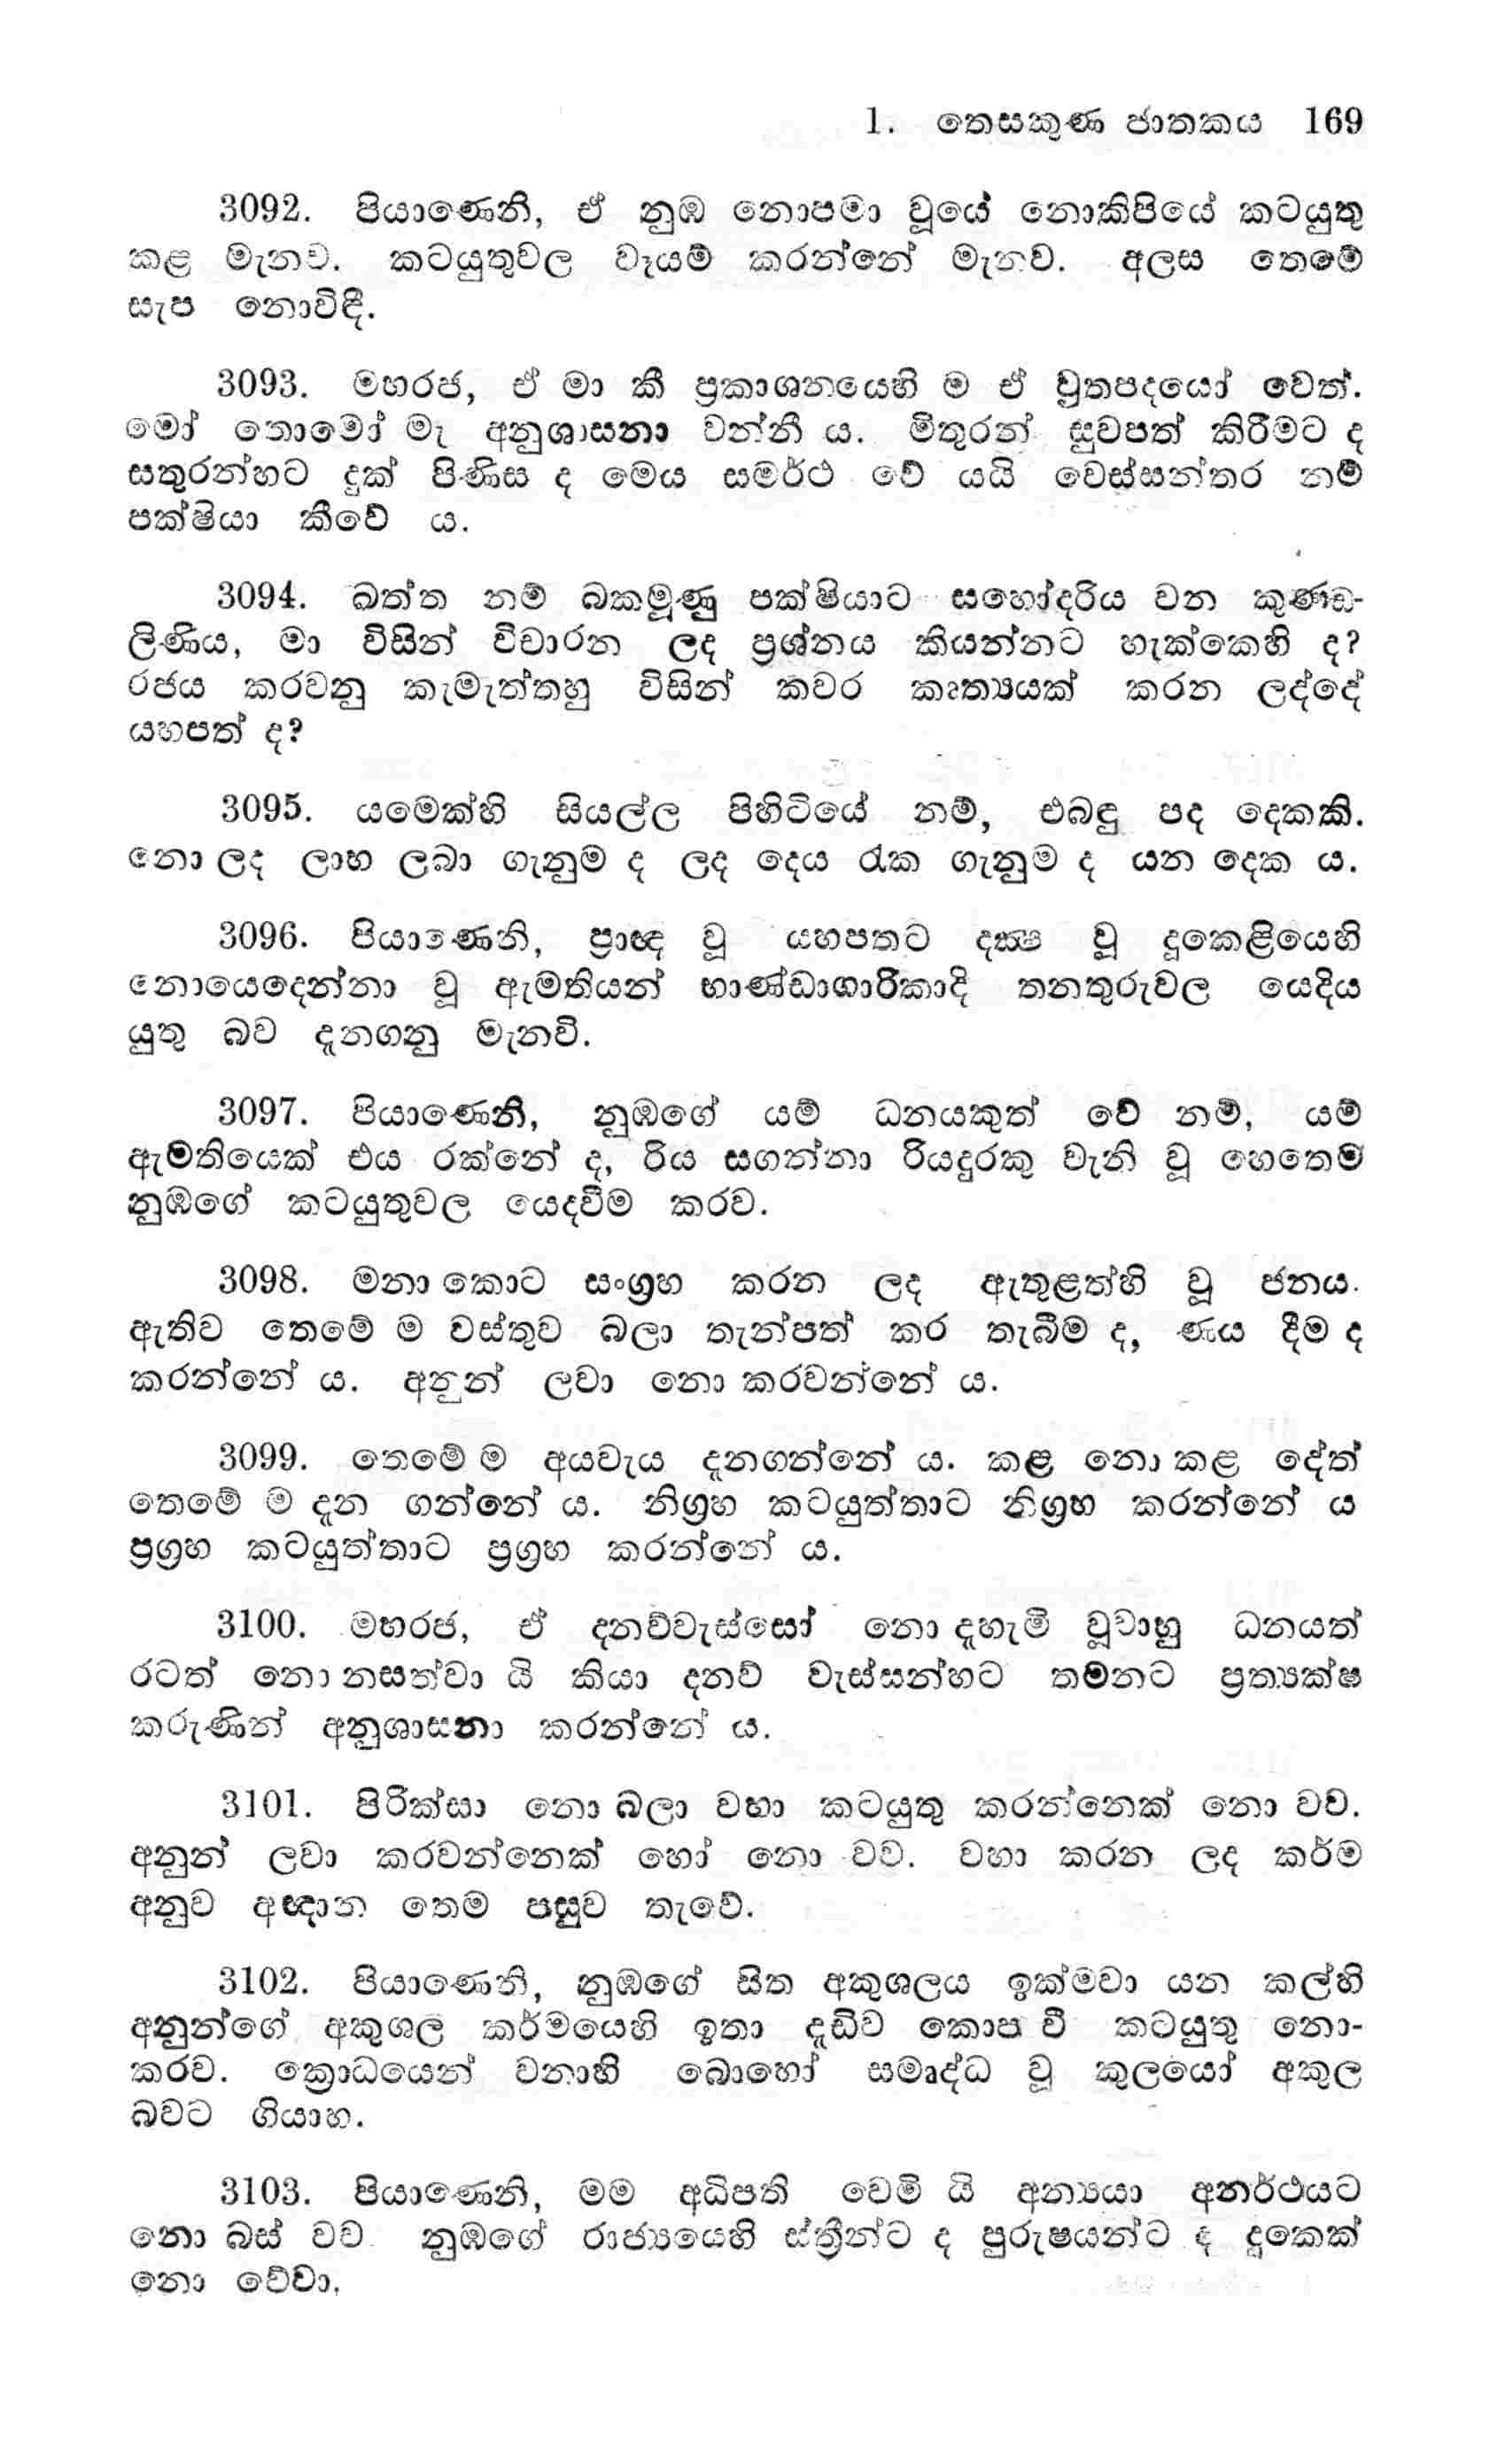 1. තෙසකුණ ජාතකය 169
3092. පියාණෙනි, ඒ නුඹ නොපමා වූයේ නොකිපියේ කටයුතු
කළ මැනව. කටයුතුවල වෑයම් කරන්නේ මැනව. අලස තෙමේ
සැප නොවිඳී.
3093. මහරජ, ඒ මා කී ප්‍රකාශනයෙහි ම ඒ වුතපදයෝ වෙත්.
මෝ තොමෝ මැ අනුශාසනා වන්නී ය. මිතුරන් සුවපත් කිරීමට ද
සතුරන්හට දුක් පිණිස ද මෙය සමර්ථ වේ යයි වෙස්සන්තර නම්
පක්ෂියා කීවේ ය.
3094. ඛත්ත නම් බකමූණු පක්ෂියාට සහෝදරිය වන කුණ්ඩ-
ලිණිය, මා විසින් විචාරන ලද ප්‍රශ්නය කියන්නට හැක්කෙහි ද?
රජය කරවනු කැමැත්තහු විසින් කවර කෘත්‍යයක් කරන ලද්දේ
යහපත් ද?
3095. යමෙක්හි සියල්ල පිහිටියේ නම්, එබඳු පද දෙකකි.
නො ලද ලාභ ලබා ගැනුම ද ලද දෙය රැක ගැනුම ද යන දෙක ය.
3096. පියාණෙනි, ප්‍රාඥ වූ යහපතට දක්‍ෂ වූ දූකෙළියෙහි
නොයෙදෙන්නා වූ ඇමතියන් භාණ්ඩාගාරිකාදි තනතුරුවල යෙදිය
යුතු බව දැනගනු මැනවි.
3097. පියාණෙනි, නුඹගේ යම් ධනයකුත් වේ නම්, යම්
ඇමතියෙක් එය රක්නේ ද, රිය සගන්නා රියදුරකු වැනි වූ හෙතෙම
නුඹගේ කටයුතුවල යෙදවීම කරව.
3098. මනා කොට සංග්‍රහ කරන ලද ඇතුළත්හි වූ ජනය
ඇතිව තෙමේ ම වස්තුව බලා තැන්පත් කර තැබීම ද, ණය දීම ද
කරන්නේ ය. අනුන් ලවා නො කරවන්නේ ය.
3099. තෙමේ ම අයවැය දැනගන්නේ ය. කළ නො කළ දේත්
තෙමේ ම දැන ගන්නේ ය. නිග්‍රහ කටයුත්තාට නිග්‍රහ කරන්නේ ය
ප්‍රග්‍රහ කටයුත්තාට ප්‍රග්‍රහ කරන්නේ ය.
3100. මහරජ, ඒ දනව්වැස්සෝ නො දැහැමි වූවාහු ධනයත්
රටත් නො නසත්වා යි කියා දනව් වැස්සන්හට තමනට ප්‍රත්‍යක්ෂ
කරුණින් අනුශාසනා කරන්නේ ය.
3101. පිරික්සා නො බලා වහා කටයුතු කරන්නෙක් නො වව.
අනුන් ලවා කරවන්නෙක් හෝ නො වව. වහා කරන ලද කර්ම
අනුව අඥාන තෙම පසුව තැවේ.
3102. පියාණෙනි, නුඹගේ සිත අකුශලය ඉක්මවා යන කල්හි
අනුන්ගේ අකුශල කර්මයෙහි ඉතා දැඩිව කොප වී කටයුතු නො-
කරව. ක්‍රොධයෙන් වනාහි බොහෝ සමෘද්ධ වූ කුලයෝ අකුල
බවට ගියාහ.
3103. පියාණෙනි, මම අධිපති වෙමි යි අන්‍යයා අනර්ථයට
නො බස් වව නුඹගේ රාජ්‍යයෙහි ස්ත්‍රීන්ට ද පුරුෂයන්ට ද දුකෙක්
නො වේවා.